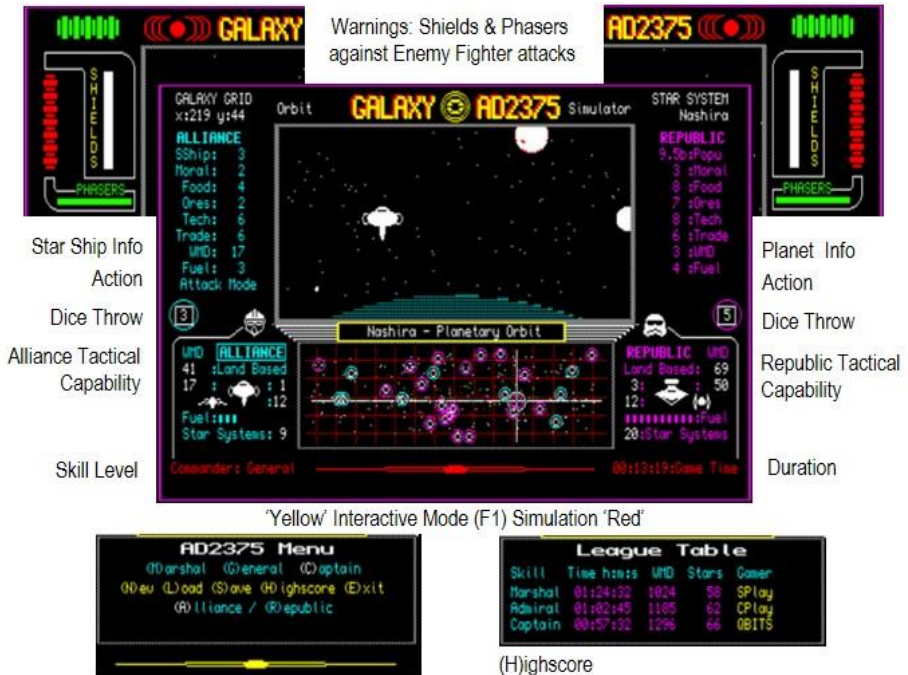 GALAXY
Warnings: Shields & Phasers
against Enemy Fighter attacks
AD2375
SHIELDS
SHIELDS
PHASERS
PHASERS
GALAXY GRID
x:219 y:44
Orbit
GALAXY AD2375
Simulator
STAR SYSTEM
Nashira
ALLIANCE
SShip: 3
Moral: 2
Food: 4
Ores: 2
Tech: 6
Trade: 6
WMD: 17
Fuel: 3
Attack Mode
REPUBLIC
9.5b:Popu
3 :Moral
8 :Food
7 :Ores
8 :Tech
6 :Trade
3 :WMD
4 :Fuel
Star Ship Info
Action
Dice Throw
Alliance Tactical
Capability
Skill Level
Planet Info
Action
Dice Throw
Republic Tactical
Capability
Duration
3
5
Nashira - Planetary Orbit
WMD ALLIANCE
41 :Land Based
17 : : 1
:12
Fuel:
Star Systems: 9
REPUBLIC WMD
Land Based: 69
3: : 50
12:
:Fuel
20:Star Systems
Commander: General
00:13:19:Game Time
'Yellow' Interactive Mode (F1) Simulation 'Red'
AD2375 Menu
(M)arshal (G)eneral (C)aptain
(N)ew (L)oad (S)ave (H)ighscore (E)xit
(A)lliance / (R)epublic
League Table
Skill Time h:m:s WMD Stars Gamer
Marshal 01:24:32 1024 58 SPlay
Admiral 01:02:45 1185 62 CPlay
Captain 00:57:32 1296 66 QBITS
(H)ighscore